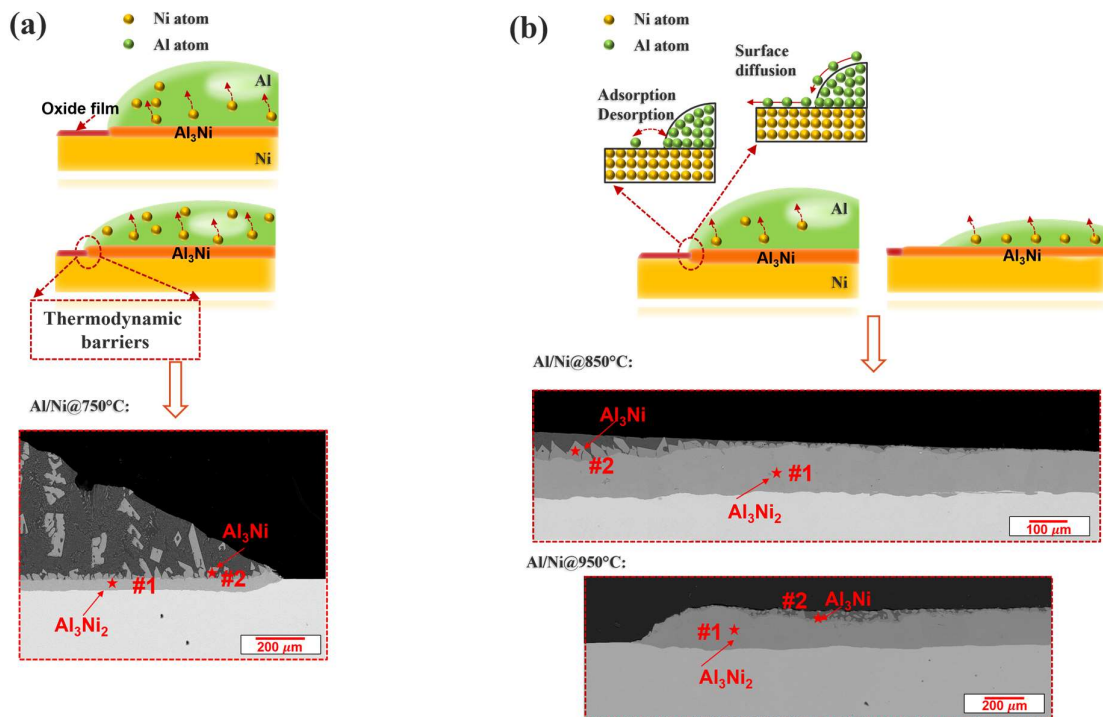 (a)
Ni atom
Al atom
Al
Oxide film
Al₃Ni
Ni
Al₃Ni
Thermodynamic
barriers
Al/Ni@750°C:
Al₃Ni
#1
#2
Al₃Ni₂
200 μm
(b)
Ni atom
Al atom
Surface
diffusion
Adsorption
Desorption
Al
Al₃Ni
Ni
Al₃Ni
Al/Ni@850°C:
Al₃Ni
#2
#1
Al₃Ni₂
100 μm
Al/Ni@950°C:
#2
Al₃Ni
#1
Al₃Ni₂
200 μm